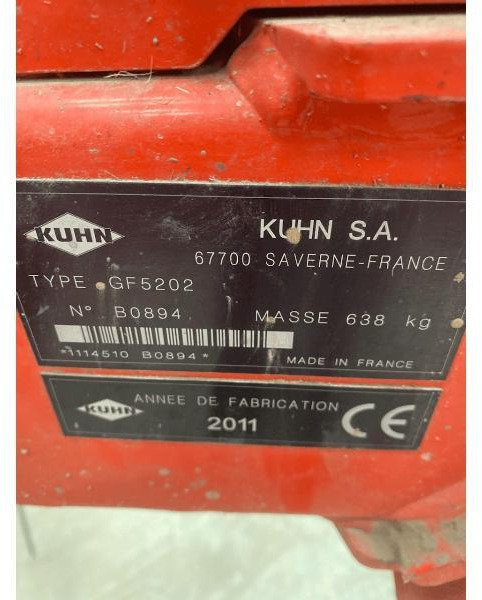 KUHN
KUHN S.A.
67700 SAVERNE-FRANCE
TYPE GF5202
N° B0894 MASSE 638 kg
*1114510 B0894*
MADE IN FRANCE
KUHN
ANNEE DE FABRICATION
2011
CE